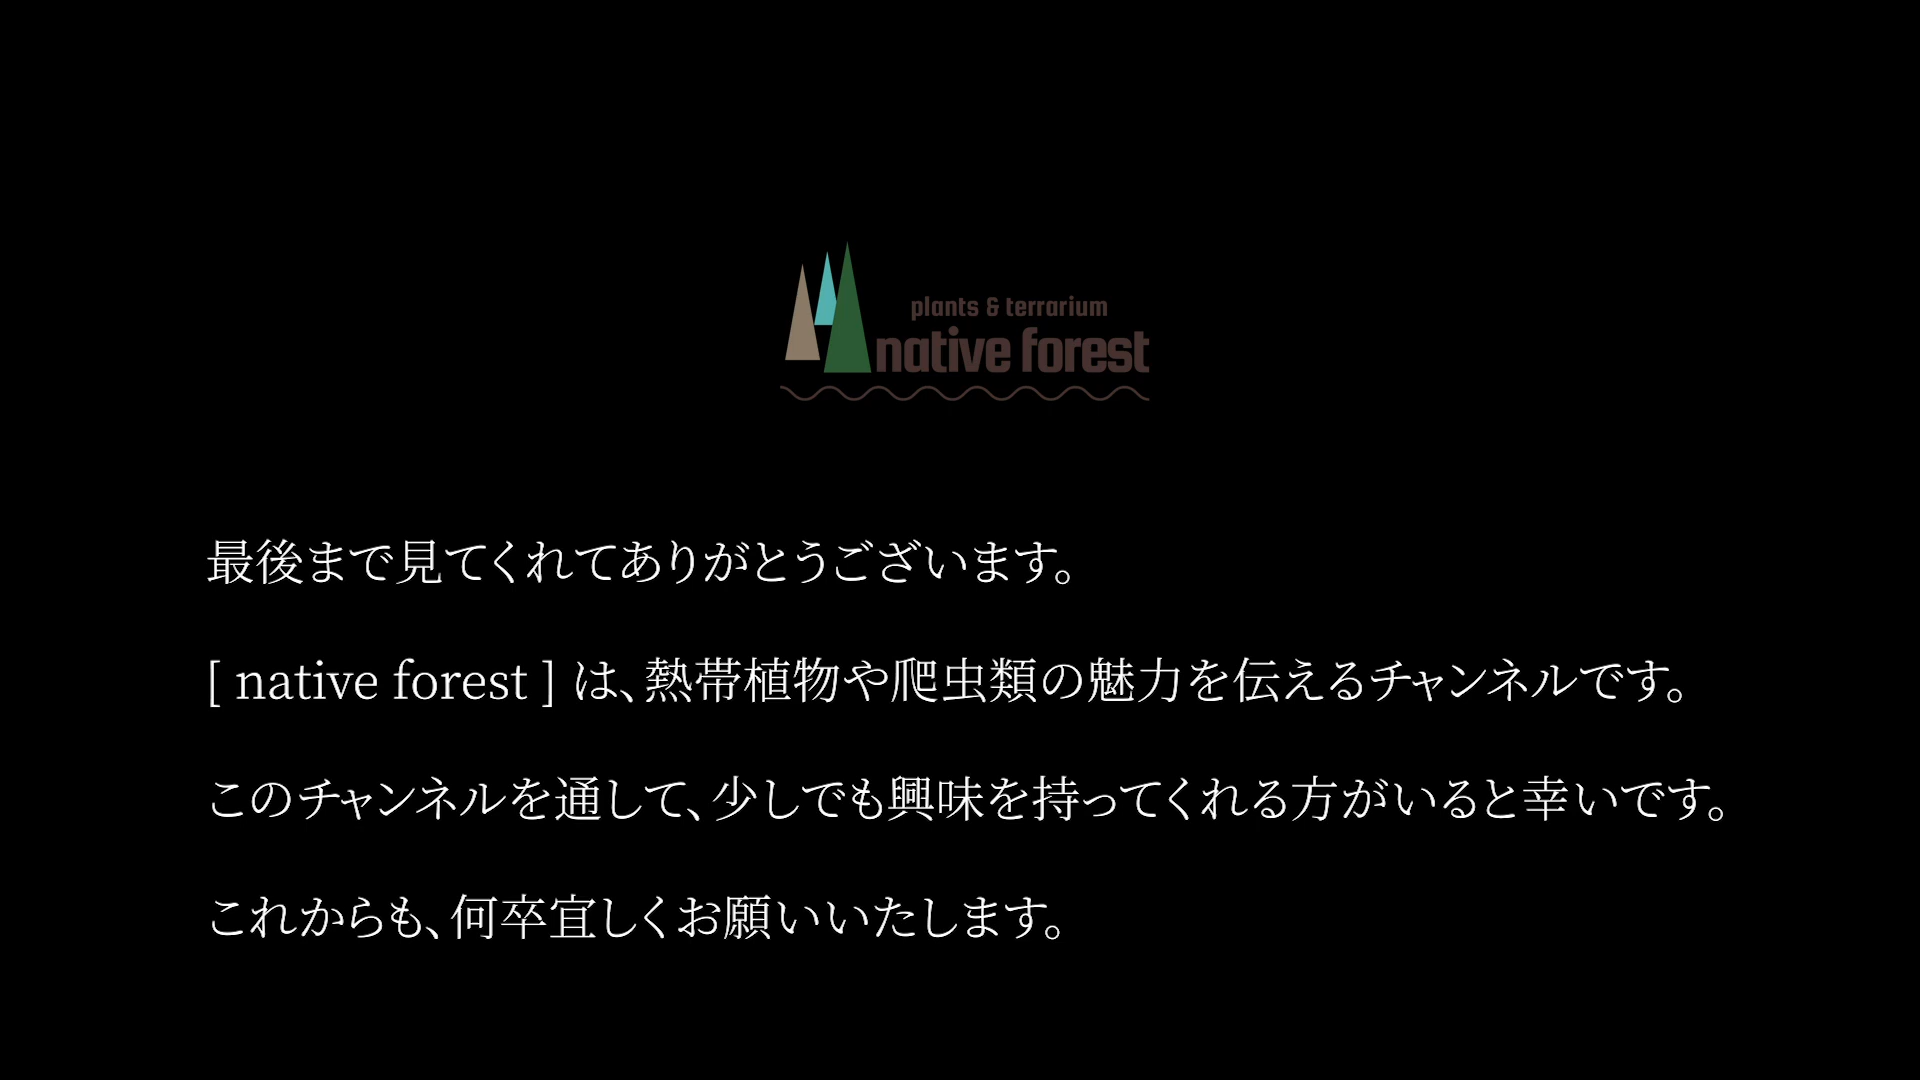 plants & terrarium
native forest
最後まで見てくれてありがとうございます。
[ native forest ] は、熱帯植物や爬虫類の魅力を伝えるチャンネルです。
このチャンネルを通して、少しでも興味を持ってくれる方がいると幸いです。
これからも、何卒宜しくお願いいたします。